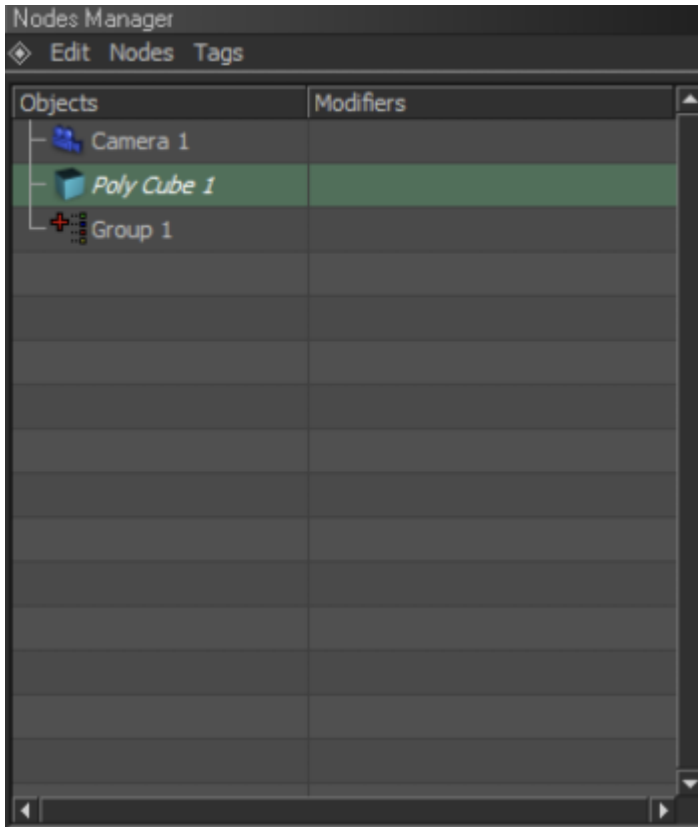 Nodes Manager
Edit Nodes Tags
Objects Modifiers
Camera 1
Poly Cube 1
Group 1